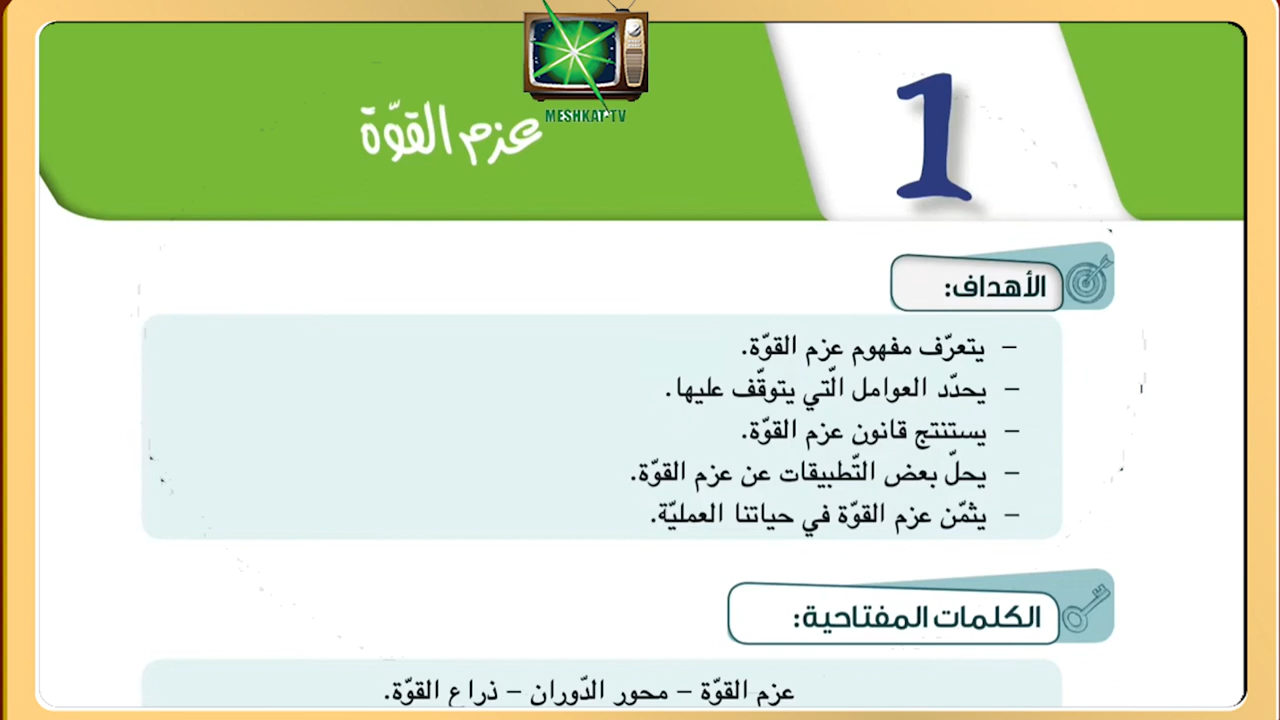 MESHKAT TV
1
عزم القوّة
الأهداف:
– يتعرّف مفهوم عزم القوّة.
– يحدّد العوامل الّتي يتوقّف عليها.
– يستنتج قانون عزم القوّة.
– يحلّ بعض التّطبيقات عن عزم القوّة.
– يثمّن عزم القوّة في حياتنا العمليّة.
الكلمات المفتاحية:
عزم القوّة – محور الدّوران – ذراع القوّة.